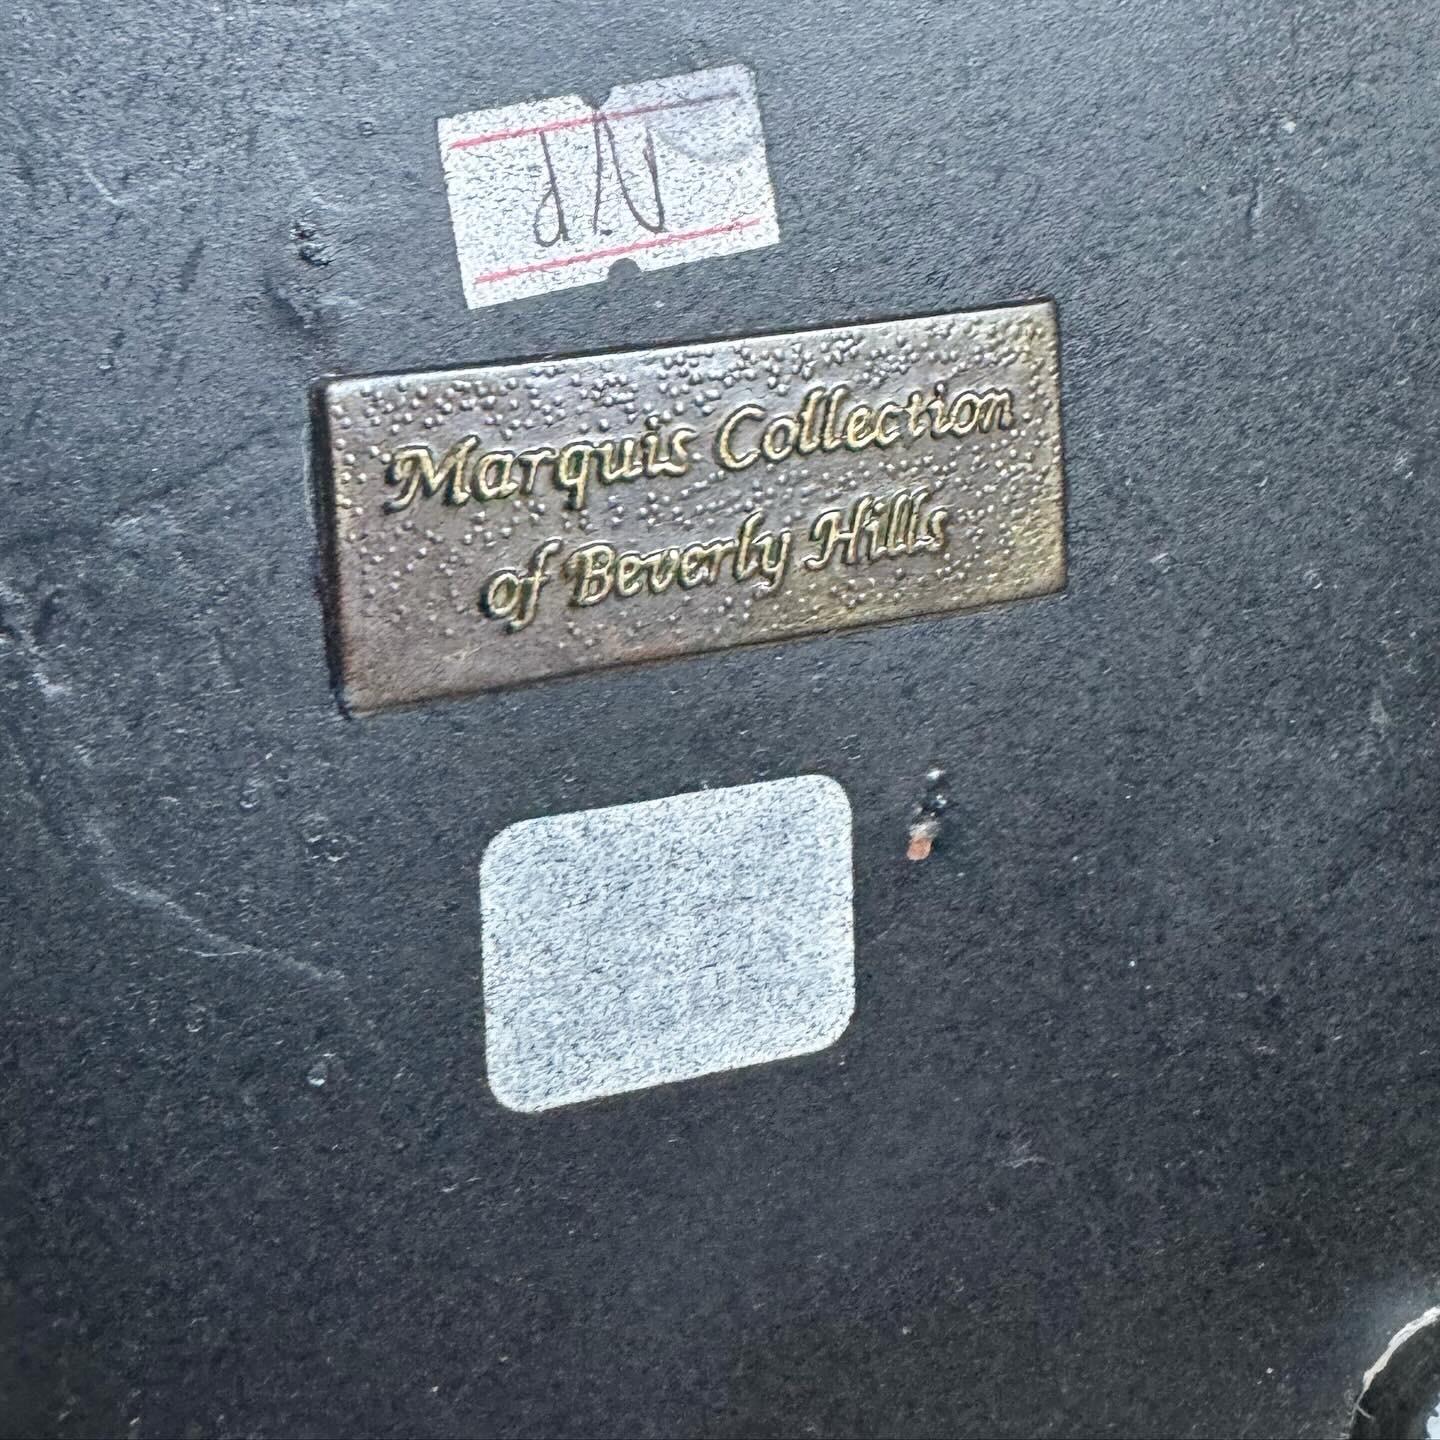 Marquis Collection
of Beverly Hills